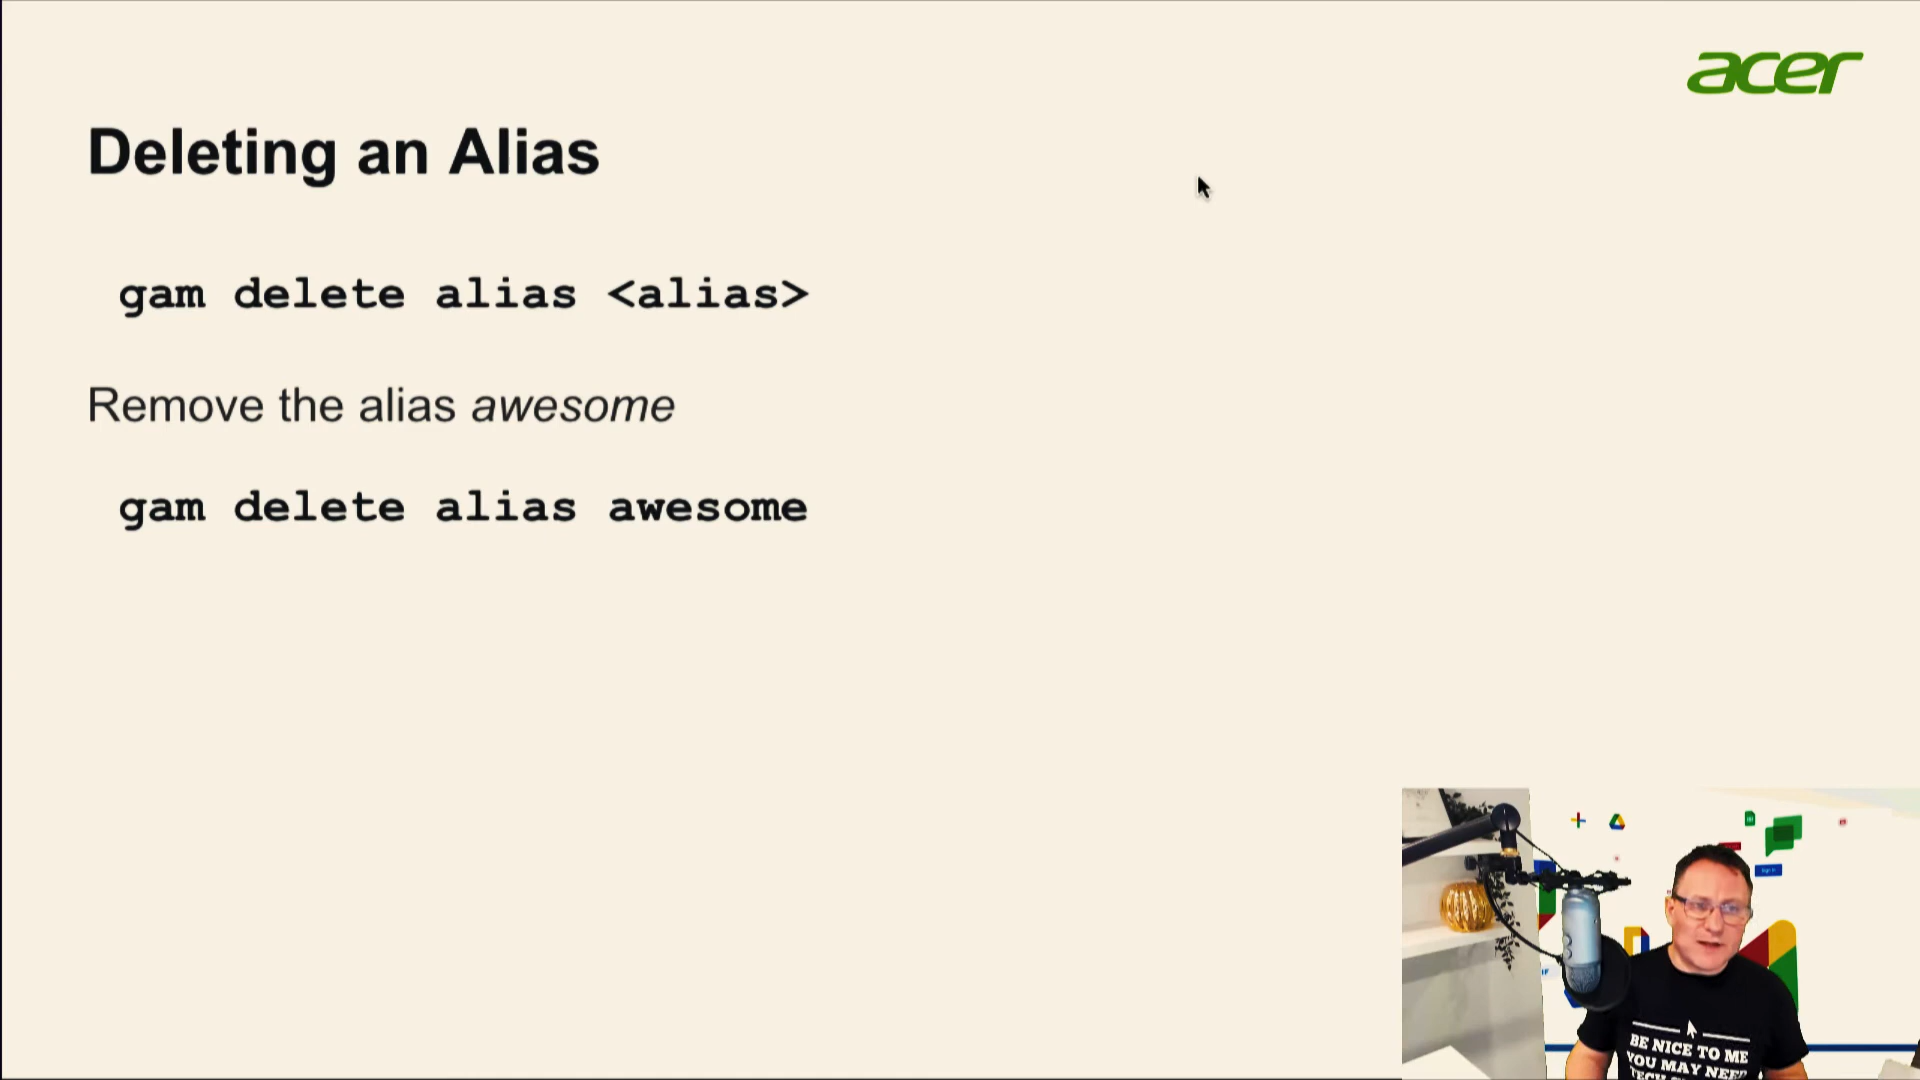 acer
Deleting an Alias
gam delete alias <alias>
Remove the alias awesome
gam delete alias awesome
BE NICE TO ME
YOU MAY NEED